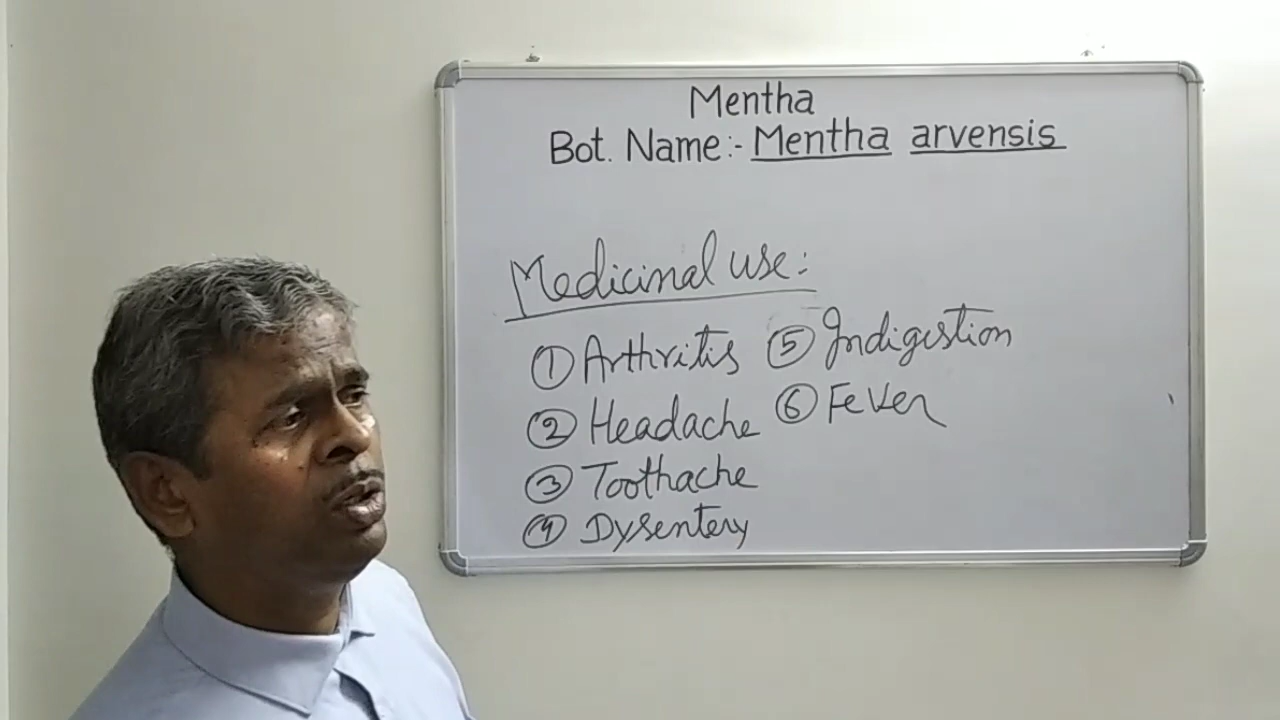 Mentha
Bot. Name:- Mentha arvensis
Medicinal use:
① Arthritis
② Headache
③ Toothache
④ Dysentery
⑤ Indigestion
⑥ Fever